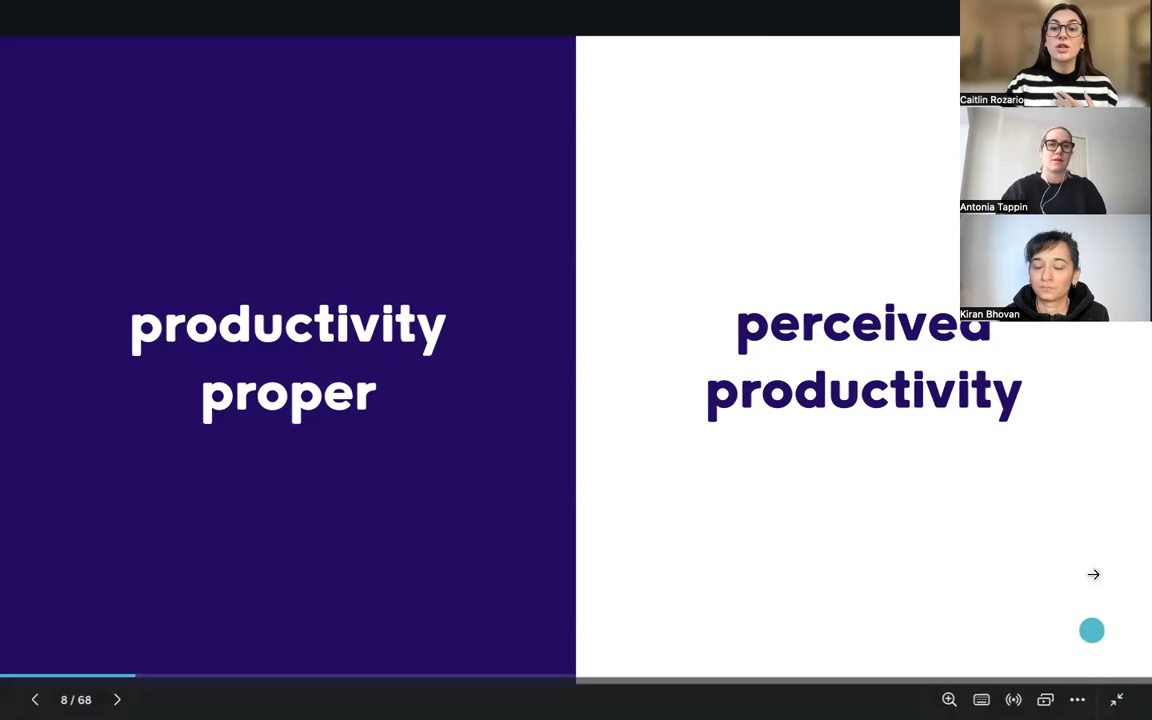 productivity
proper
perceived
productivity
Caitlin Rozario
Antonia Tappin
Kiran Bhovan
8 / 68